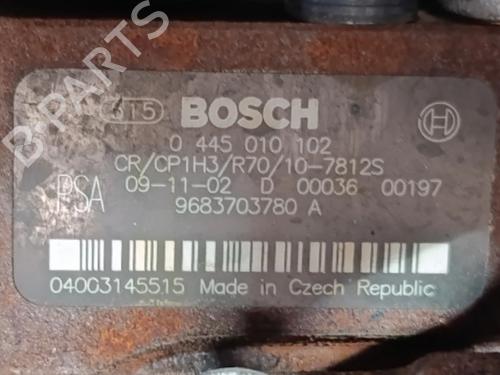 315 BOSCH
0 445 010 102
CR/CP1H3/R70/10-7812S
PSA 09-11-02 D 00036 00197
9683703780 A
04003145515 Made in Czech Republic